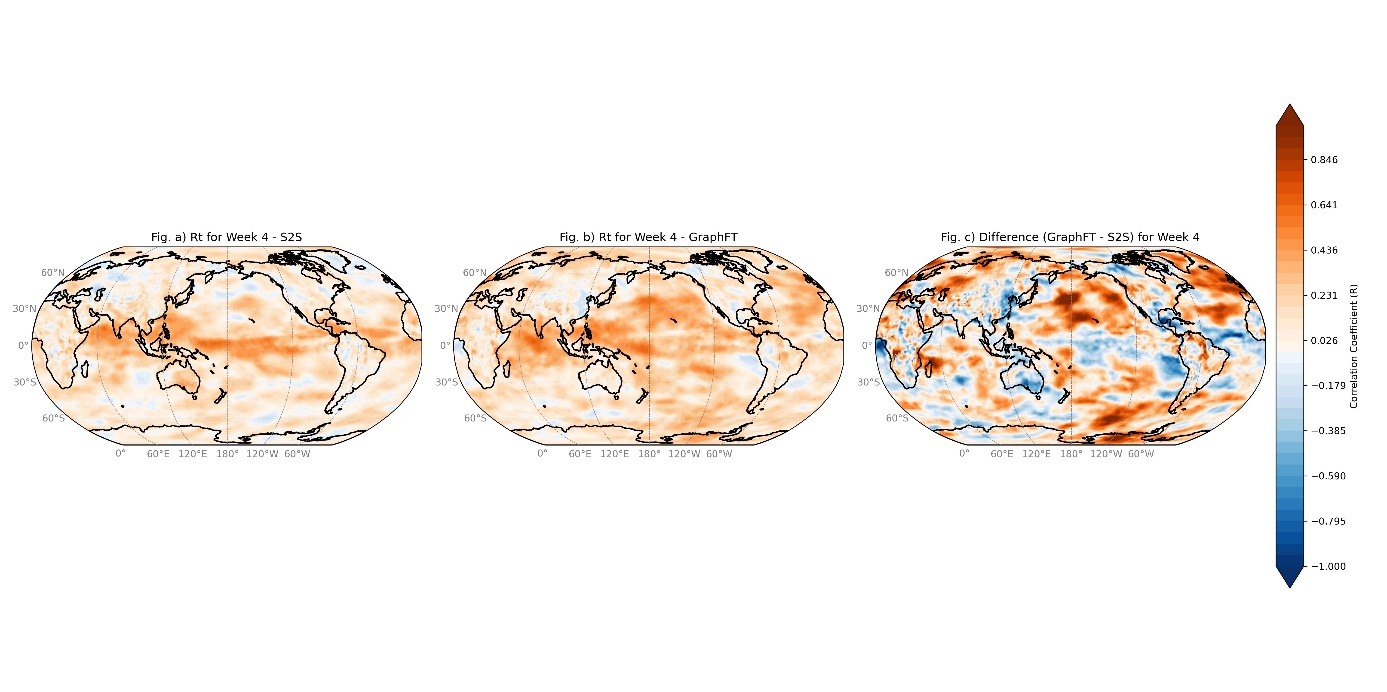 Fig. a) Rt for Week 4 - S2S
60°N
30°N
0°
30°S
60°S
0° 60°E 120°E 180° 120°W 60°W
Fig. b) Rt for Week 4 - GraphFT
60°N
30°N
0°
30°S
60°S
0° 60°E 120°E 180° 120°W 60°W
Fig. c) Difference (GraphFT - S2S) for Week 4
60°N
30°N
0°
30°S
60°S
0° 60°E 120°E 180° 120°W 60°W
0.846
0.641
0.436
0.231
0.026
−0.179
−0.385
−0.590
−0.795
−1.000
Correlation Coefficient (R)